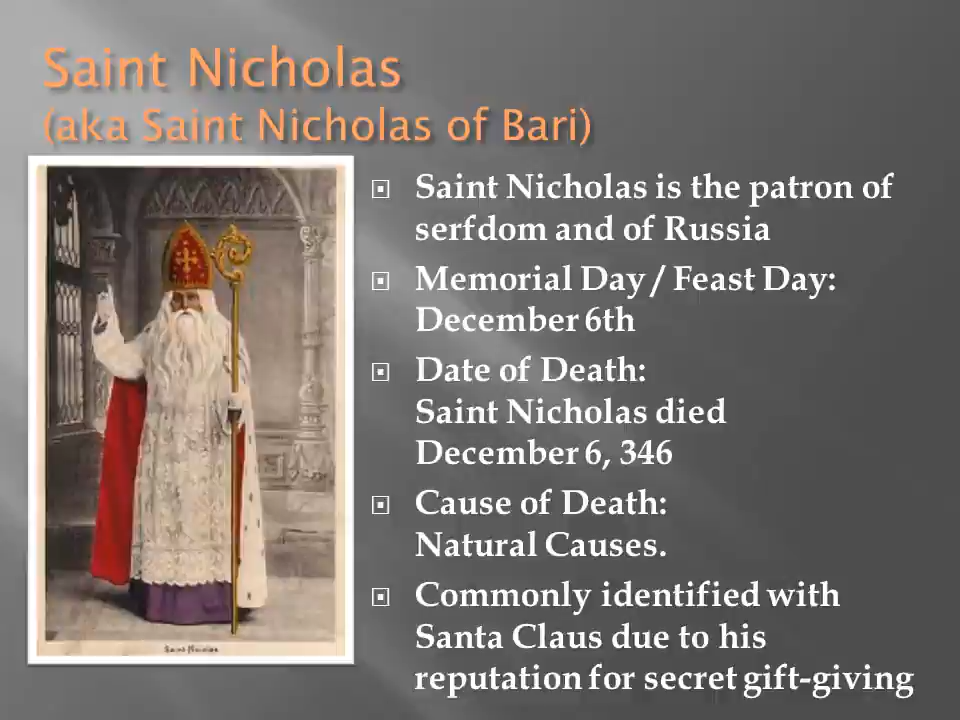 Saint Nicholas
(aka Saint Nicholas of Bari)
Saint Nicholas is the patron of
serfdom and of Russia
Memorial Day / Feast Day:
December 6th
Date of Death:
Saint Nicholas died
December 6, 346
Cause of Death:
Natural Causes.
Commonly identified with
Santa Claus due to his
reputation for secret gift-giving
Saint Nicolas